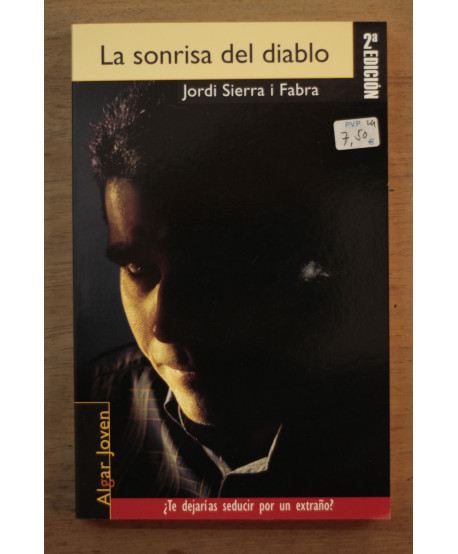 La sonrisa del diablo
2ª EDICIÓN
Jordi Sierra i Fabra
P.V.P.
7,50
€
Algar Joven
¿Te dejarías seducir por un extraño?